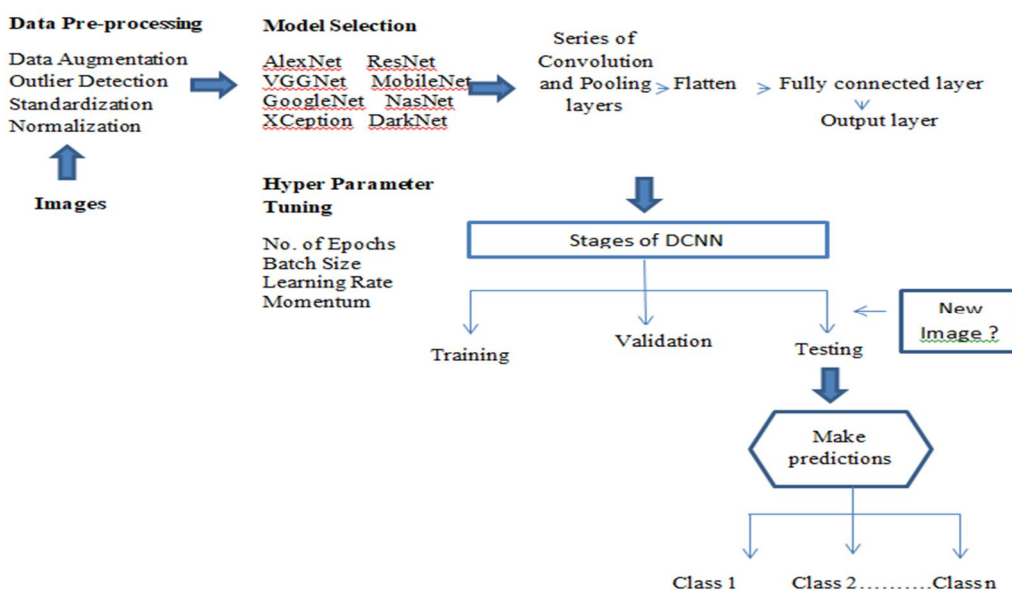 Data Pre-processing
Data Augmentation
Outlier Detection
Standardization
Normalization
Images
Model Selection
AlexNet ResNet
VGGNet MobileNet
GoogleNet NasNet
XCeption DarkNet
Series of
Convolution
and Pooling
layers
Flatten
Fully connected layer
Output layer
Hyper Parameter
Tuning
No. of Epochs
Batch Size
Learning Rate
Momentum
Stages of DCNN
Training
Validation
Testing
New
Image ?
Make
predictions
Class 1
Class 2..........Class n